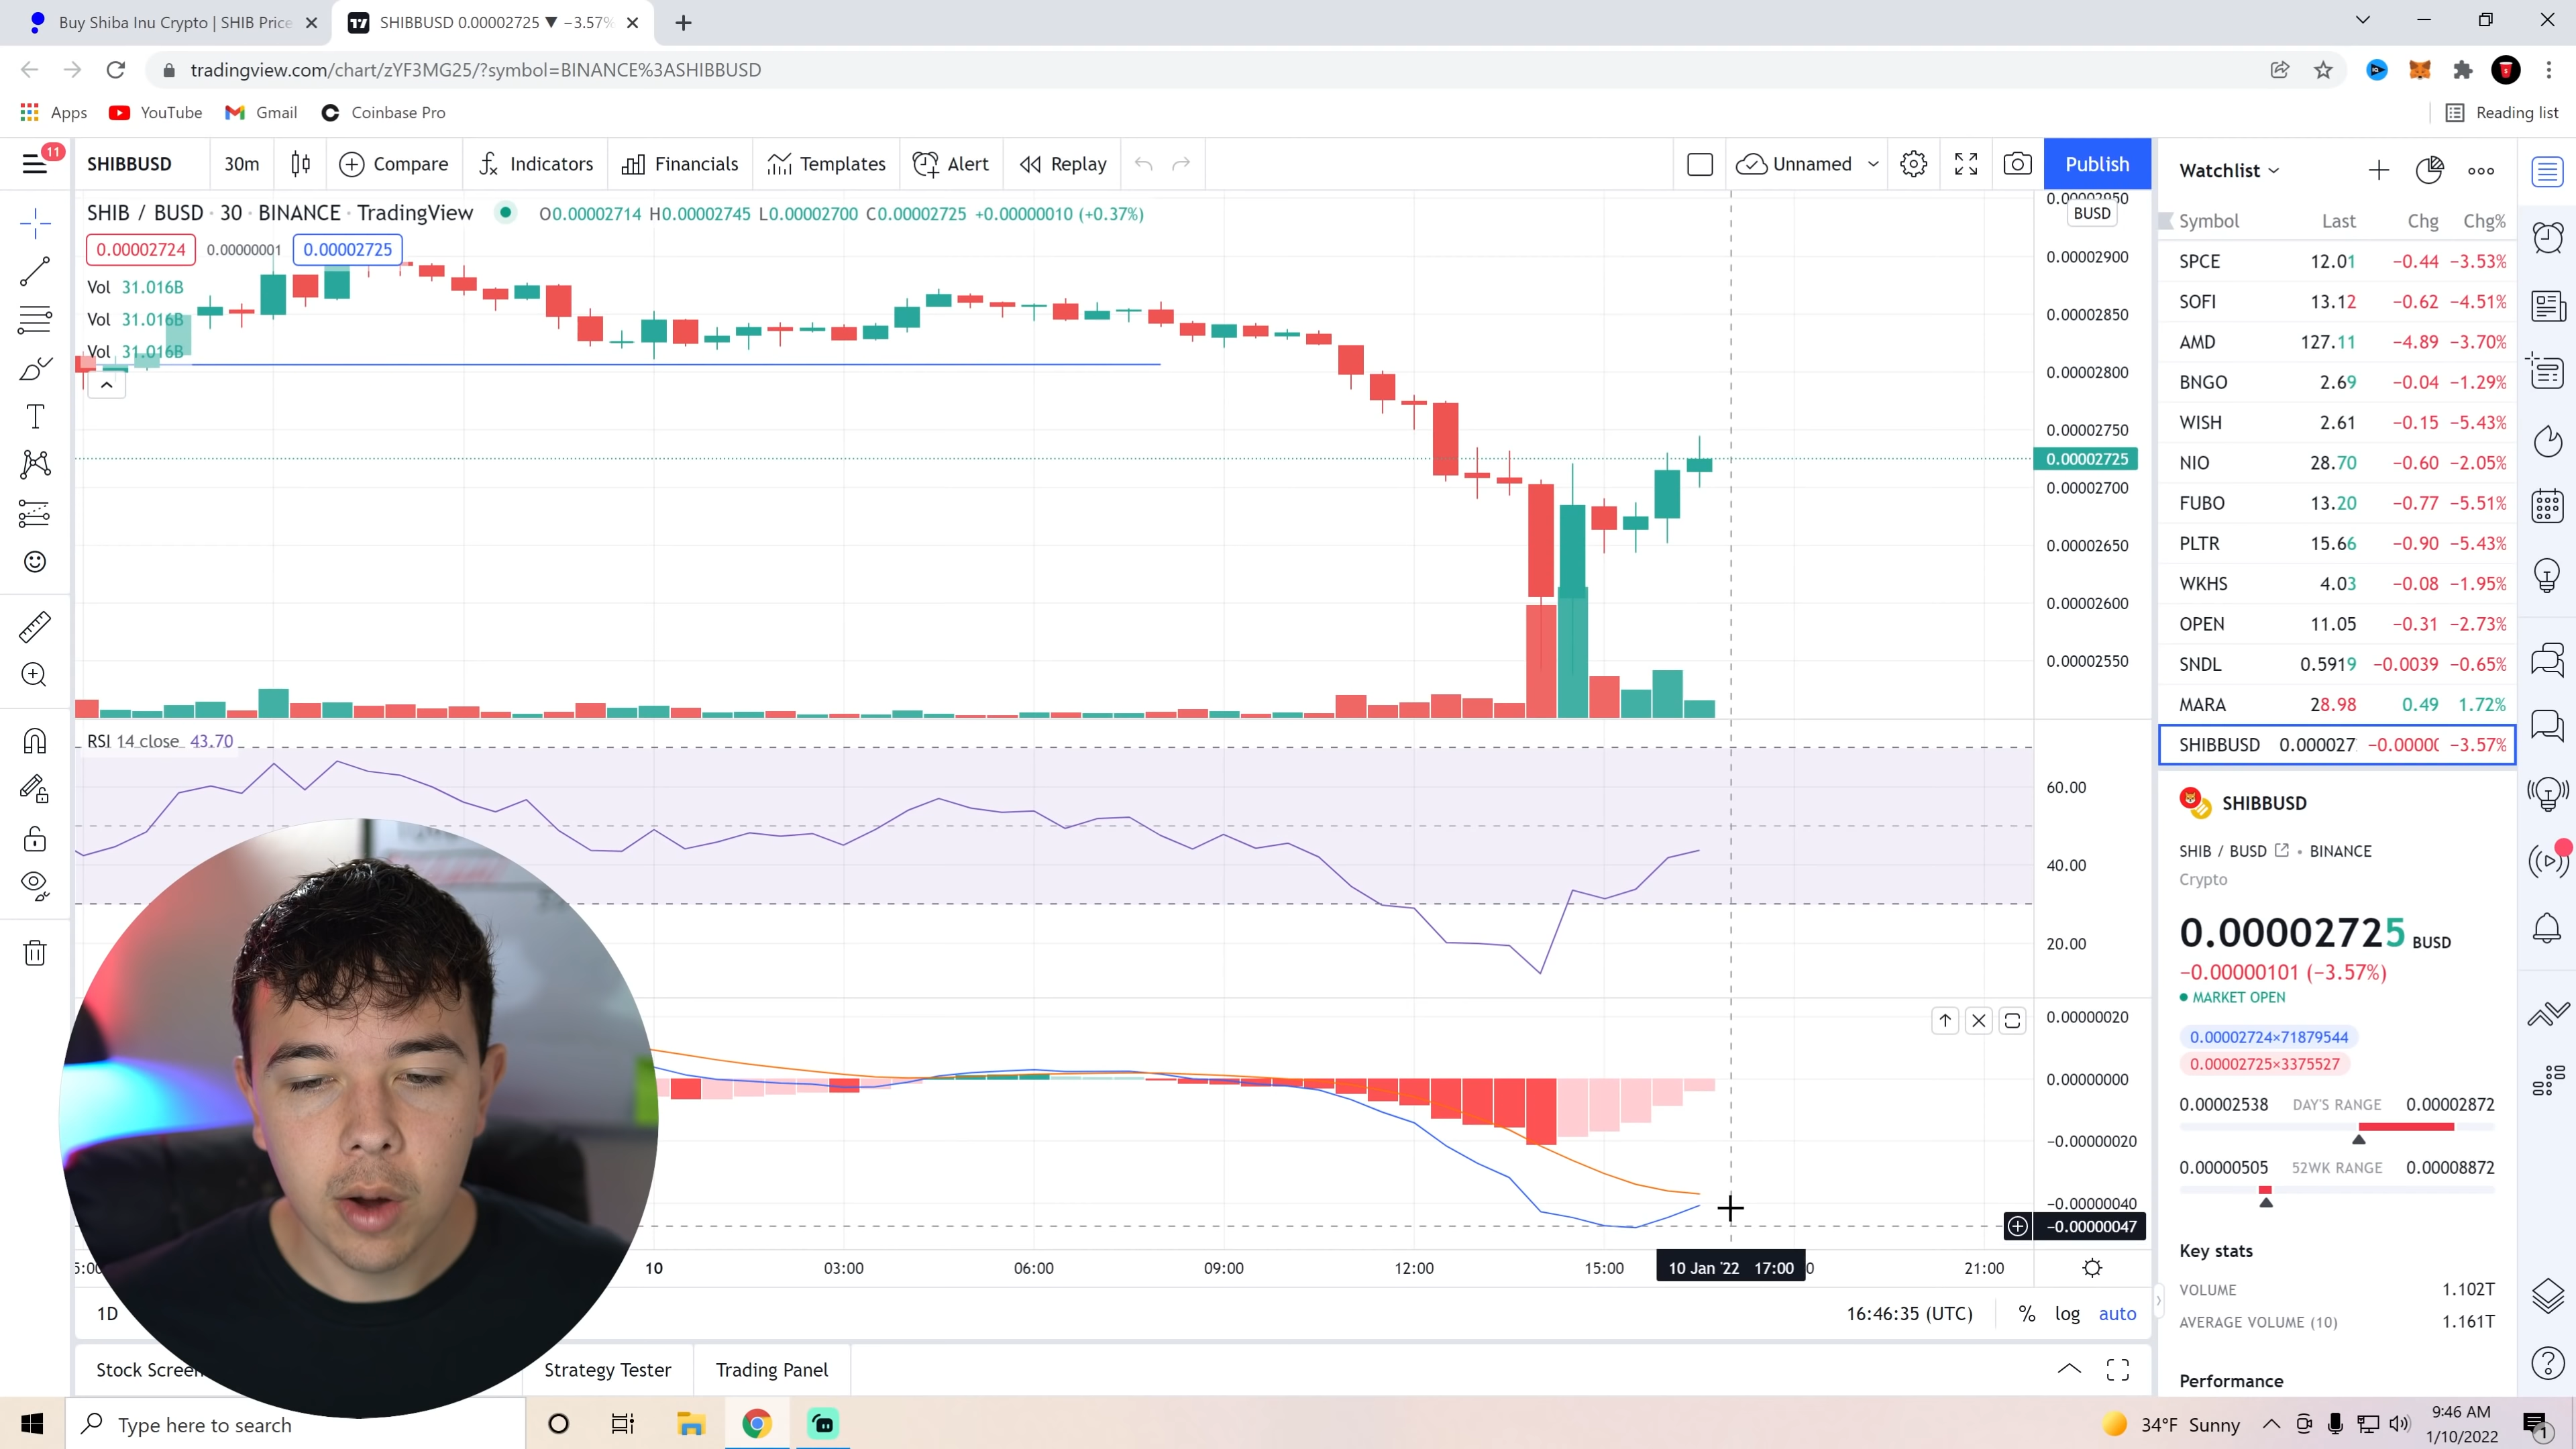 Buy Shiba Inu Crypto | SHIB Price
SHIBBUSD 0.00002725 ▼ −3.57%
tradingview.com/chart/zYF3MG25/?symbol=BINANCE%3ASHIBBUSD
Apps YouTube Gmail Coinbase Pro Reading list
11
SHIBBUSD 30m Compare Indicators Financials Templates Alert Replay Unnamed Publish
SHIB / BUSD · 30 · BINANCE · TradingView O0.00002714 H0.00002745 L0.00002700 C0.00002725 +0.00000010 (+0.37%)
0.00002724 0.00000001 0.00002725
Vol 31.016B
Vol 31.016B
Vol 31.016B
0.00002950
BUSD
0.00002900
0.00002850
0.00002800
0.00002750
0.00002725
0.00002700
0.00002650
0.00002600
0.00002550
RSI 14 close 43.70
60.00
40.00
20.00
0.00000020
0.00000000
−0.00000020
−0.00000040
−0.00000047
5:00 10 03:00 06:00 09:00 12:00 15:00 10 Jan '22 17:00 0 21:00
1D 16:46:35 (UTC) % log auto
Stock Screen Strategy Tester Trading Panel
Watchlist
Symbol Last Chg Chg%
SPCE 12.01 −0.44 −3.53%
SOFI 13.12 −0.62 −4.51%
AMD 127.11 −4.89 −3.70%
BNGO 2.69 −0.04 −1.29%
WISH 2.61 −0.15 −5.43%
NIO 28.70 −0.60 −2.05%
FUBO 13.20 −0.77 −5.51%
PLTR 15.66 −0.90 −5.43%
WKHS 4.03 −0.08 −1.95%
OPEN 11.05 −0.31 −2.73%
SNDL 0.5919 −0.0039 −0.65%
MARA 28.98 0.49 1.72%
SHIBBUSD 0.000027 −0.00000 −3.57%
SHIBBUSD
SHIB / BUSD • BINANCE
Crypto
0.00002725 BUSD
−0.00000101 (−3.57%)
MARKET OPEN
0.00002724×71879544
0.00002725×3375527
0.00002538 DAY'S RANGE 0.00002872
0.00000505 52WK RANGE 0.00008872
Key stats
VOLUME 1.102T
AVERAGE VOLUME (10) 1.161T
Performance
Type here to search
34°F Sunny
9:46 AM
1/10/2022
1